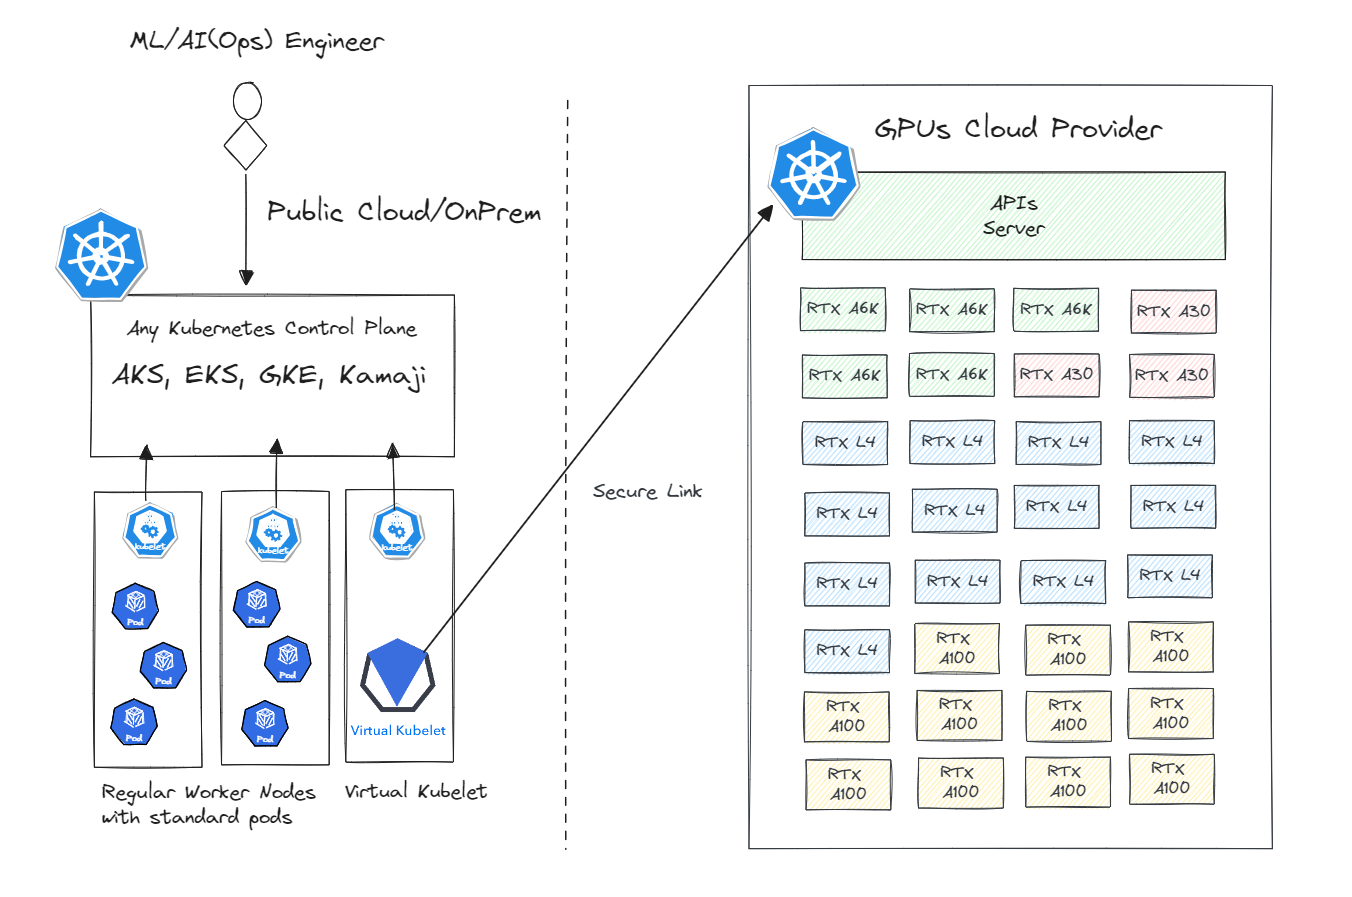 ML/AI(Ops) Engineer
Public Cloud/OnPrem
Any Kubernetes Control Plane
AKS, EKS, GKE, Kamaji
kubelet
kubelet
kubelet
Pod
Pod
Pod
Pod
Pod
Pod
Virtual Kubelet
Regular Worker Nodes
with standard pods
Virtual Kubelet
Secure Link
GPUs Cloud Provider
APIs
Server
RTX A6K
RTX A6K
RTX A6K
RTX A30
RTX A6K
RTX A6K
RTX A30
RTX A30
RTX L4
RTX L4
RTX L4
RTX L4
RTX L4
RTX L4
RTX L4
RTX L4
RTX L4
RTX L4
RTX L4
RTX L4
RTX L4
RTX
A100
RTX
A100
RTX
A100
RTX
A100
RTX
A100
RTX
A100
RTX
A100
RTX
A100
RTX
A100
RTX
A100
RTX
A100